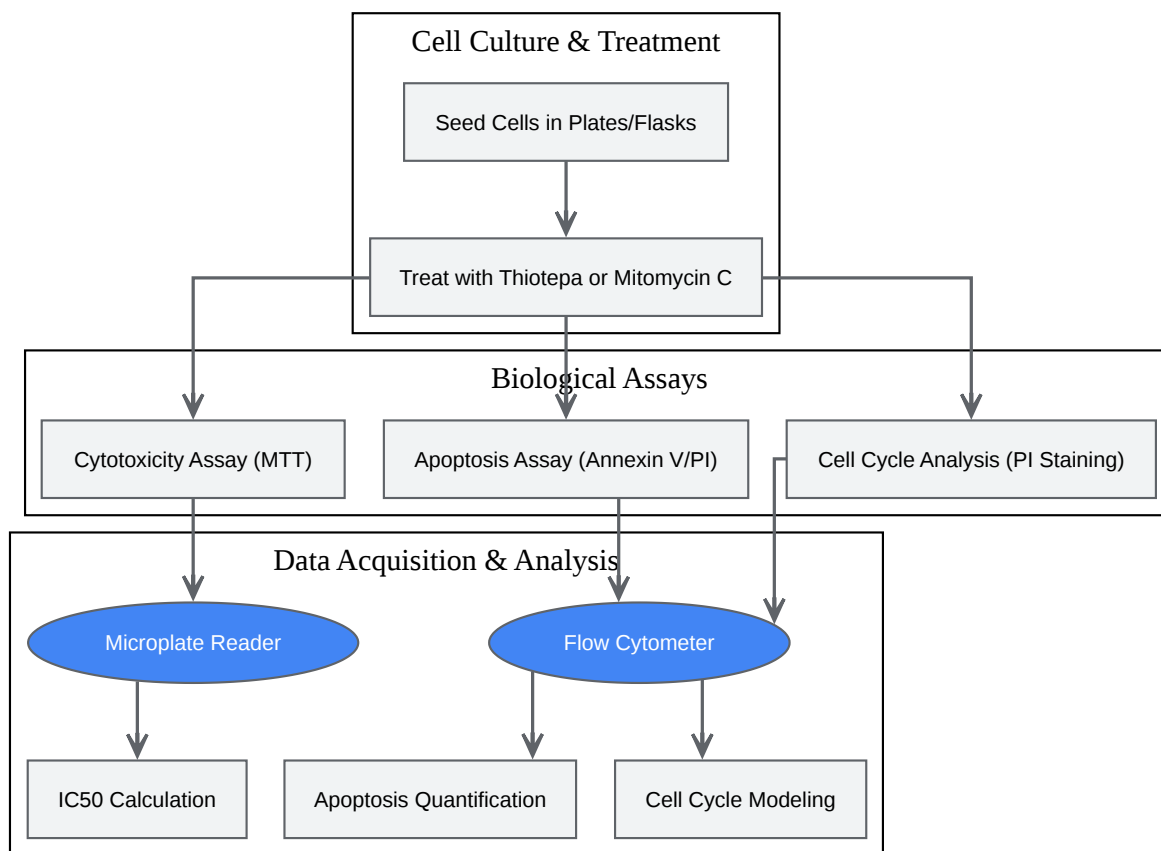 Cell Culture & Treatment
Seed Cells in Plates/Flasks
Treat with Thiotepa or Mitomycin C
Biological Assays
Cytotoxicity Assay (MTT)
Apoptosis Assay (Annexin V/PI)
Cell Cycle Analysis (PI Staining)
Data Acquisition & Analysis
Microplate Reader
Flow Cytometer
IC50 Calculation
Apoptosis Quantification
Cell Cycle Modeling